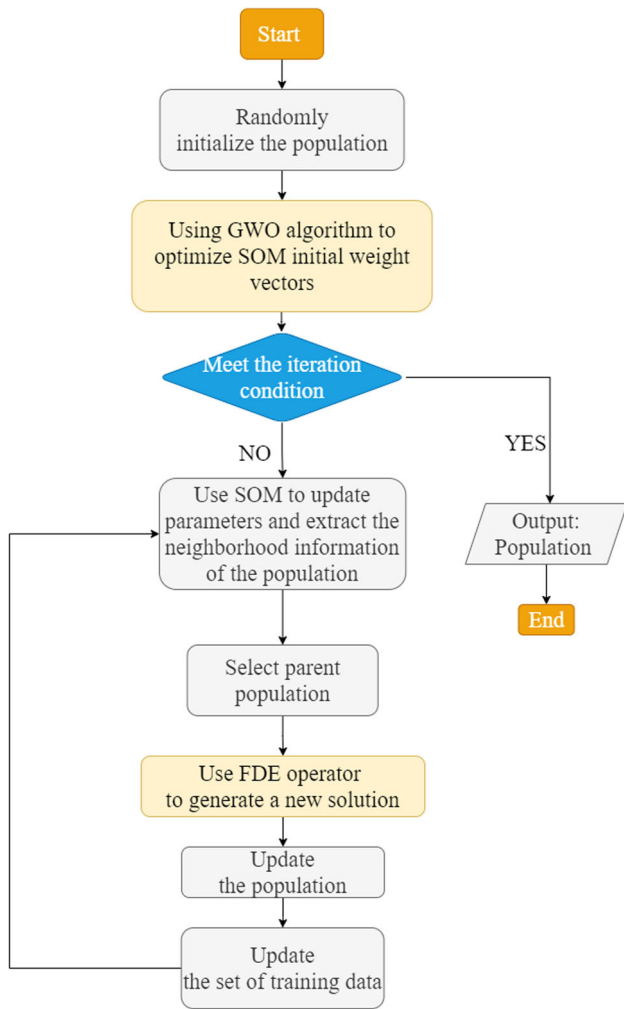 Start
Randomly
initialize the population
Using GWO algorithm to
optimize SOM initial weight
vectors
Meet the iteration
condition
NO
YES
Use SOM to update
parameters and extract the
neighborhood information
of the population
Output:
Population
End
Select parent
population
Use FDE operator
to generate a new solution
Update
the population
Update
the set of training data